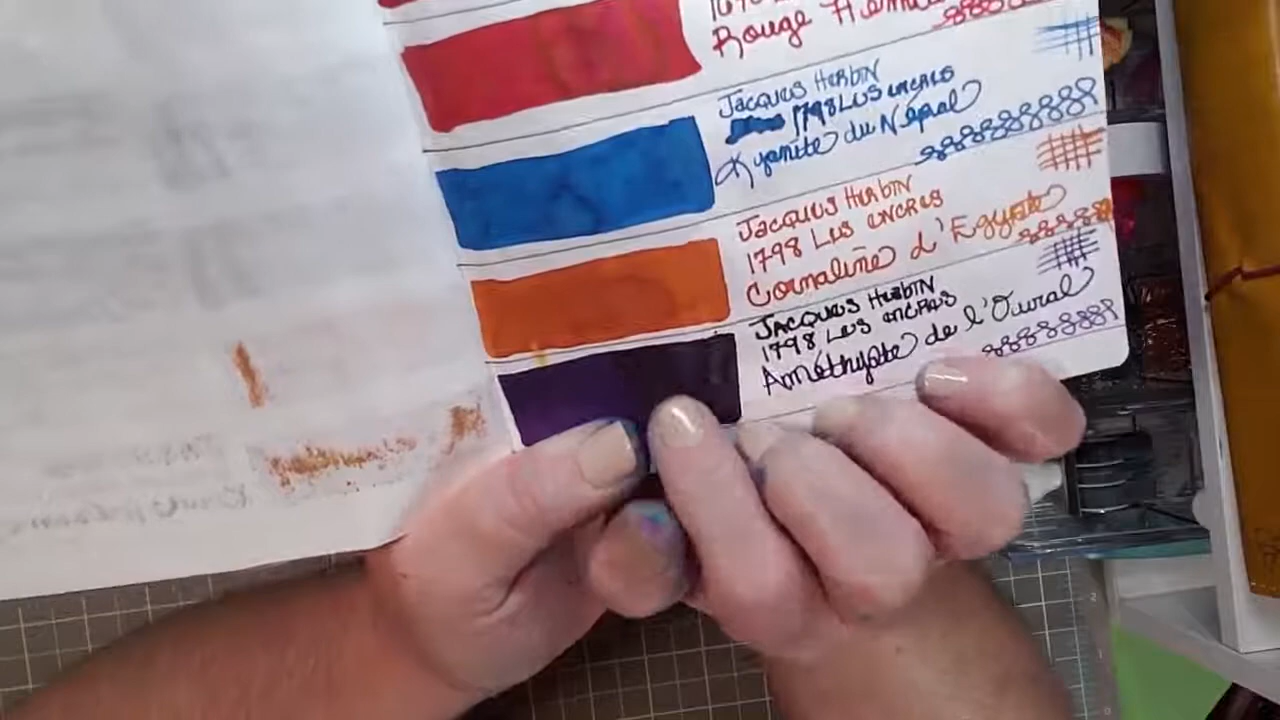 Rouge
Jacques Herbin
1798 Les encres
Kyanite du Népal
Jacques Herbin
1798 Les encres
Cornaline d'Egypte
Jacques Herbin
1798 Les encres
Améthyste de l'Oural